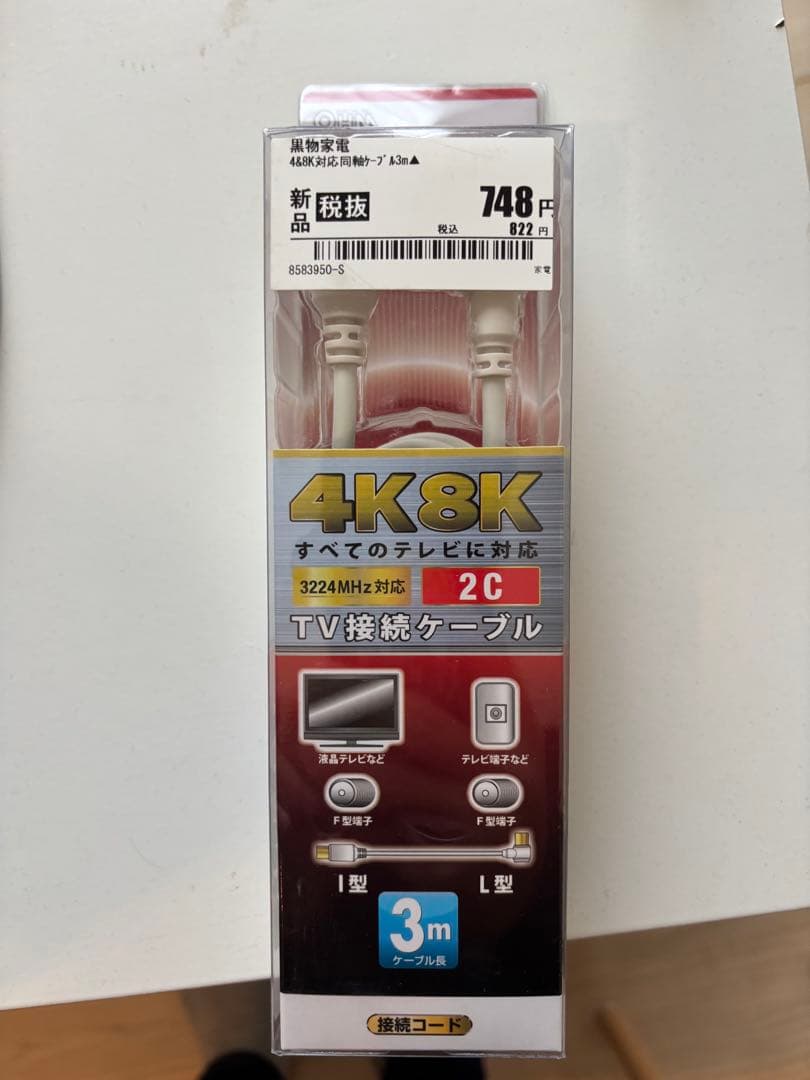 OHM
黒物家電
4&8K対応同軸ｹｰﾌﾞﾙ3m▲
新品 税抜 748円
税込 822円
8583950-S 家電
4K8K
すべてのテレビに対応
3224MHz対応 2C
TV接続ケーブル
液晶テレビなど テレビ端子など
F型端子 F型端子
I型 L型
3m
ケーブル長
接続コード